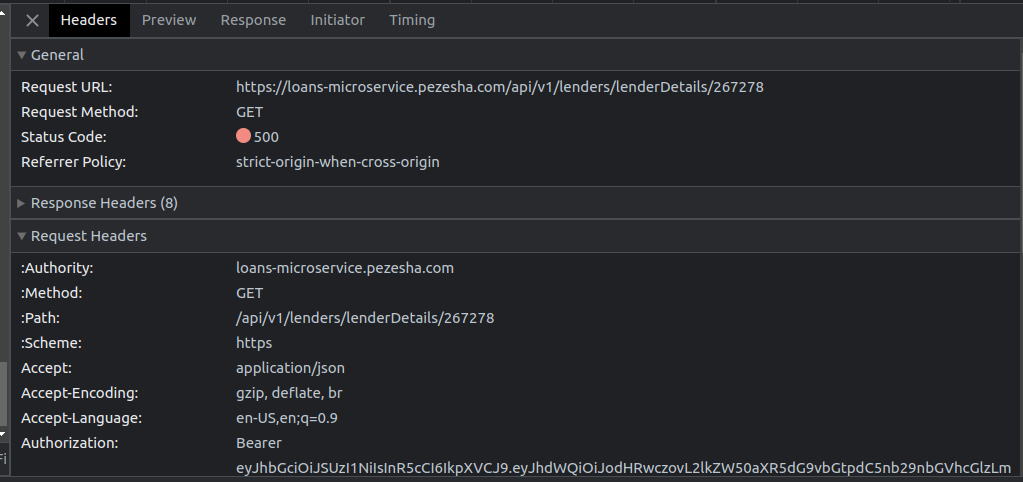 Headers Preview Response Initiator Timing
General
Request URL: https://loans-microservice.pezesha.com/api/v1/lenders/lenderDetails/267278
Request Method: GET
Status Code: 500
Referrer Policy: strict-origin-when-cross-origin
Response Headers (8)
Request Headers
:Authority: loans-microservice.pezesha.com
:Method: GET
:Path: /api/v1/lenders/lenderDetails/267278
:Scheme: https
Accept: application/json
Accept-Encoding: gzip, deflate, br
Accept-Language: en-US,en;q=0.9
Authorization: Bearer
eyJhbGciOiJSUzI1NiIsInR5cCI6IkpXVCJ9.eyJhdWQiOiJodHRwczovL2lkZW50aXR5dG9vbGtpdC5nb29nbGVhcGlzLm